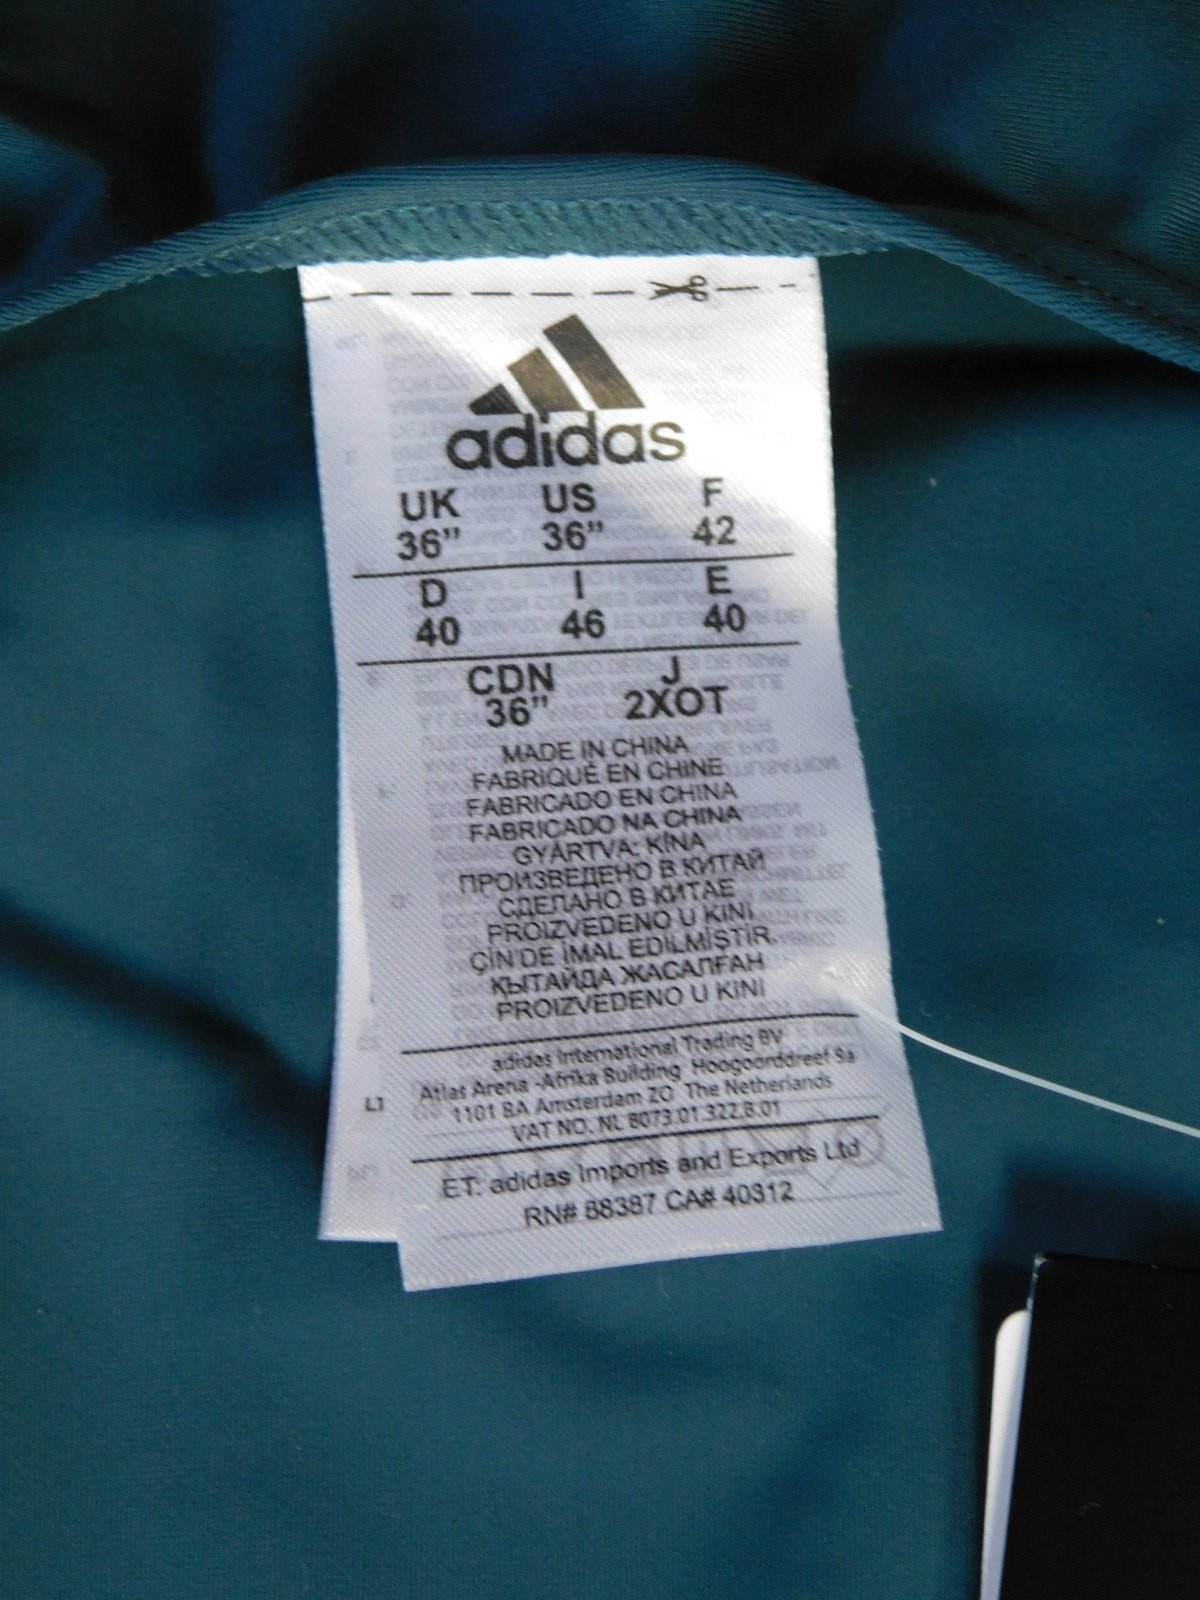 adidas
UK US F
36" 36" 42
D I E
40 46 40
CDN J
36" 2XOT
MADE IN CHINA
FABRIQUÉ EN CHINE
FABRICADO EN CHINA
FABRICADO NA CHINA
GYÁRTVA: KÍNA
ПРОИЗВЕДЕНО В КИТАЙ
СДЕЛАНО В КИТАЕ
PROIZVEDENO U KINI
ÇİN'DE İMAL EDİLMİŞTİR.
ҚЫТАЙДА ЖАСАЛҒАН
PROIZVEDENO U KINI
adidas International Trading BV
Atlas Arena -Afrika Building Hoogoorddreef 9a
1101 BA Amsterdam ZO The Netherlands
VAT NO. NL 8073.01.322.B.01
ET: adidas Imports and Exports Ltd
RN# 88387 CA# 40312